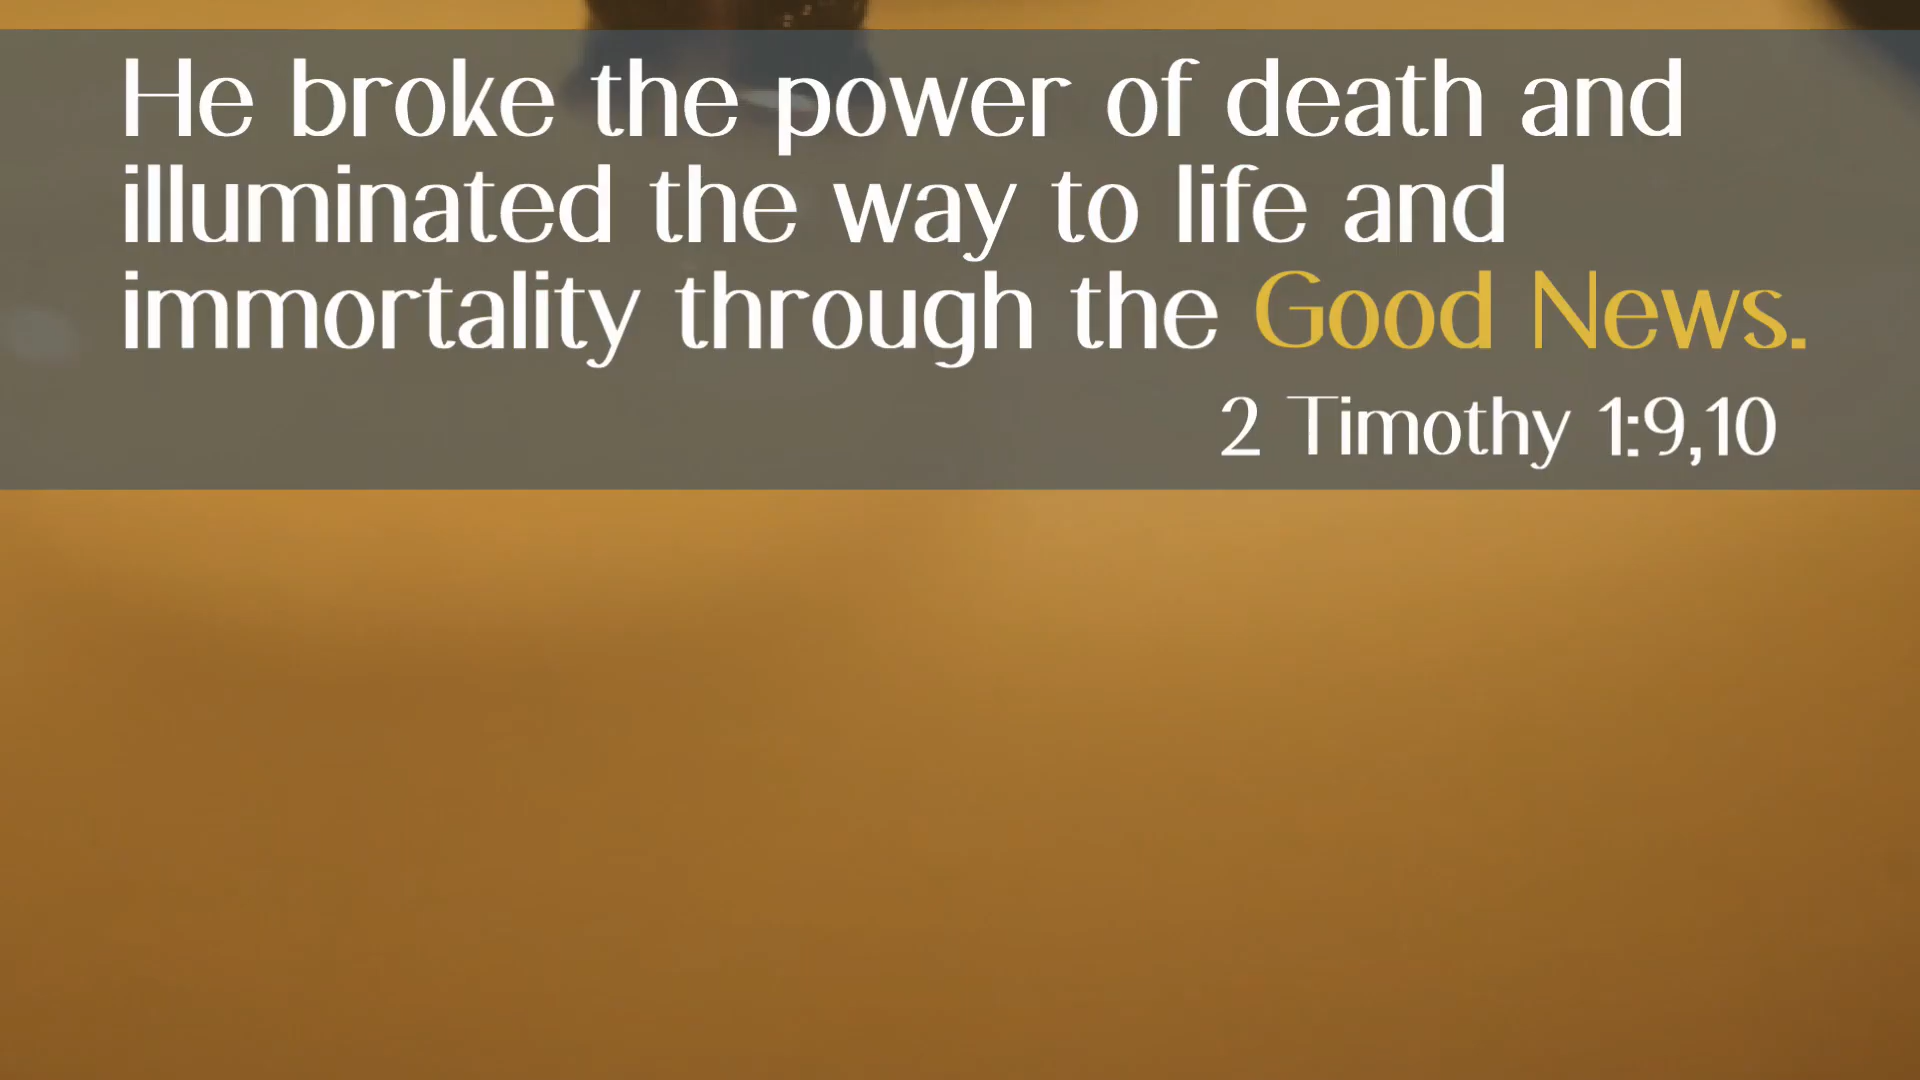 He broke the power of death and
illuminated the way to life and
immortality through the Good News.
2 Timothy 1:9,10